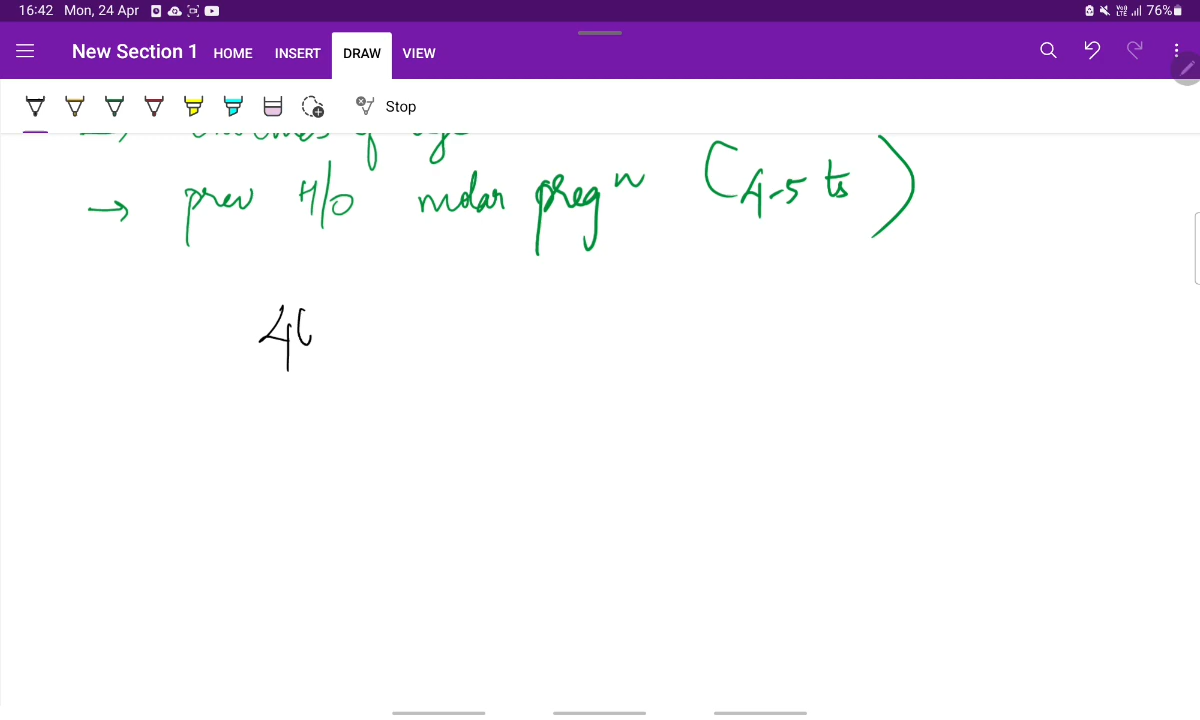 16:42 Mon, 24 Apr 76%
New Section 1 HOME INSERT DRAW VIEW
Stop
→ prev H/O molar pregⁿ (4-5 ts)
4